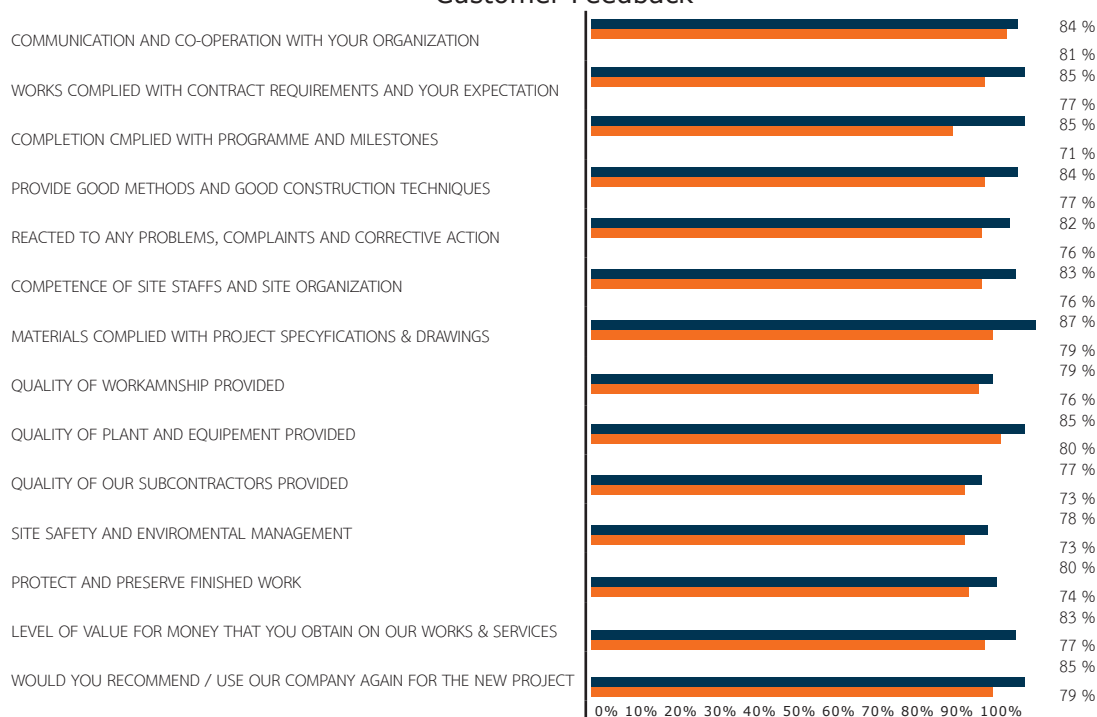 Customer Feedback
COMMUNICATION AND CO-OPERATION WITH YOUR ORGANIZATION
84 %
81 %
WORKS COMPLIED WITH CONTRACT REQUIREMENTS AND YOUR EXPECTATION
85 %
77 %
COMPLETION CMPLIED WITH PROGRAMME AND MILESTONES
85 %
71 %
PROVIDE GOOD METHODS AND GOOD CONSTRUCTION TECHNIQUES
84 %
77 %
REACTED TO ANY PROBLEMS, COMPLAINTS AND CORRECTIVE ACTION
82 %
76 %
COMPETENCE OF SITE STAFFS AND SITE ORGANIZATION
83 %
76 %
MATERIALS COMPLIED WITH PROJECT SPECYFICATIONS & DRAWINGS
87 %
79 %
QUALITY OF WORKAMNSHIP PROVIDED
79 %
76 %
QUALITY OF PLANT AND EQUIPEMENT PROVIDED
85 %
80 %
QUALITY OF OUR SUBCONTRACTORS PROVIDED
77 %
73 %
SITE SAFETY AND ENVIROMENTAL MANAGEMENT
78 %
73 %
PROTECT AND PRESERVE FINISHED WORK
80 %
74 %
LEVEL OF VALUE FOR MONEY THAT YOU OBTAIN ON OUR WORKS & SERVICES
83 %
77 %
WOULD YOU RECOMMEND / USE OUR COMPANY AGAIN FOR THE NEW PROJECT
85 %
79 %
0% 10% 20% 30% 40% 50% 60% 70% 80% 90% 100%